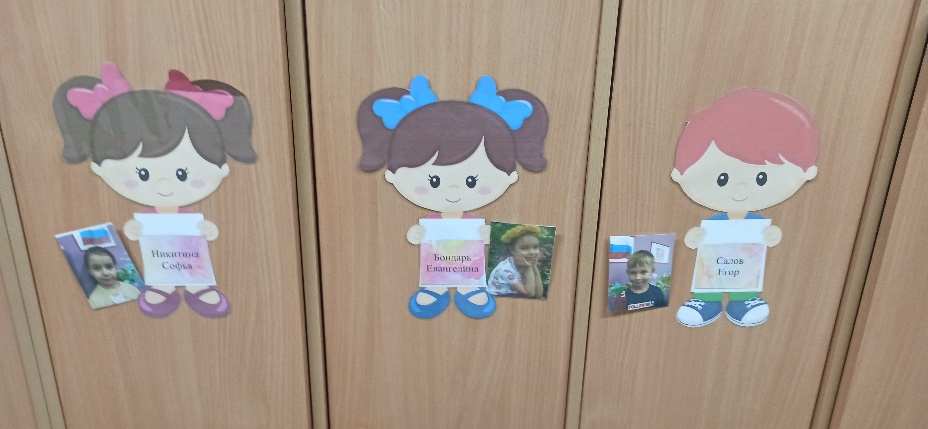 Никитина
Софья
Бондарь
Евангелина
Салов
Егор